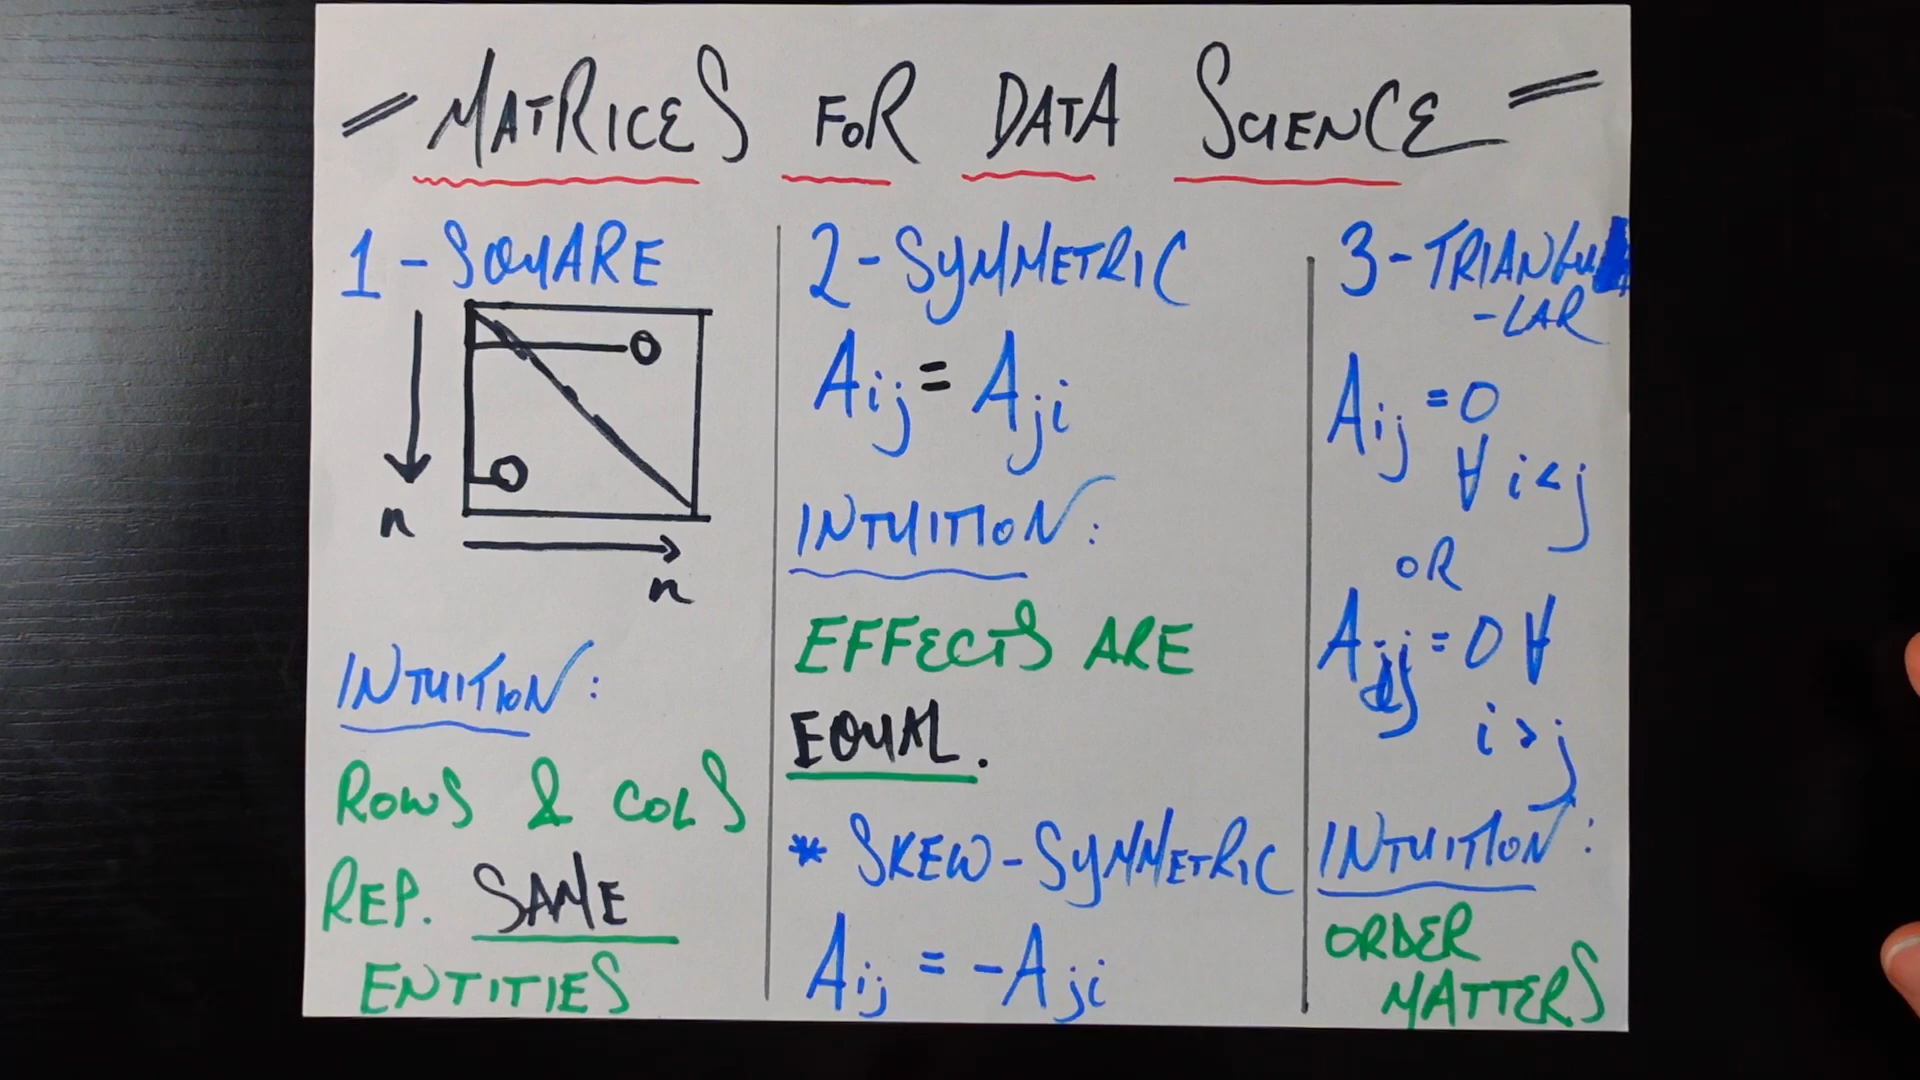 MATRICES FOR DATA SCIENCE
1 - SQUARE
n
n
INTUITION:
ROWS & COLS
REP. SAME
ENTITIES
2 - SYMMETRIC
Aij = Aji
INTUITION:
EFFECTS ARE
EQUAL.
* SKEW-SYMMETRIC
Aij = -Aji
3 - TRIANGU
-LAR
Aij = 0
∀ i < j
OR
Aij = 0 ∀
i > j
INTUITION:
ORDER
MATTERS